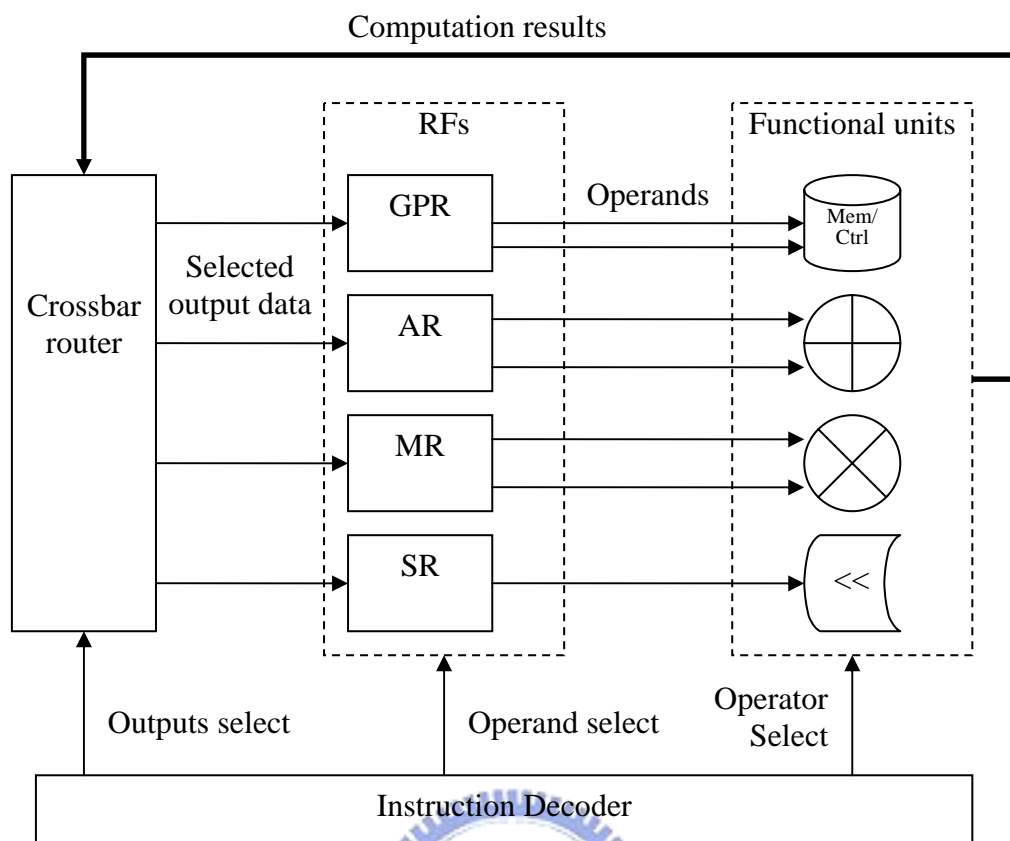 Computation results
RFs
Functional units
GPR
Operands
Mem/
Ctrl
Selected
output data
Crossbar
router
AR
MR
SR
<<
Outputs select
Operand select
Operator
Select
Instruction Decoder